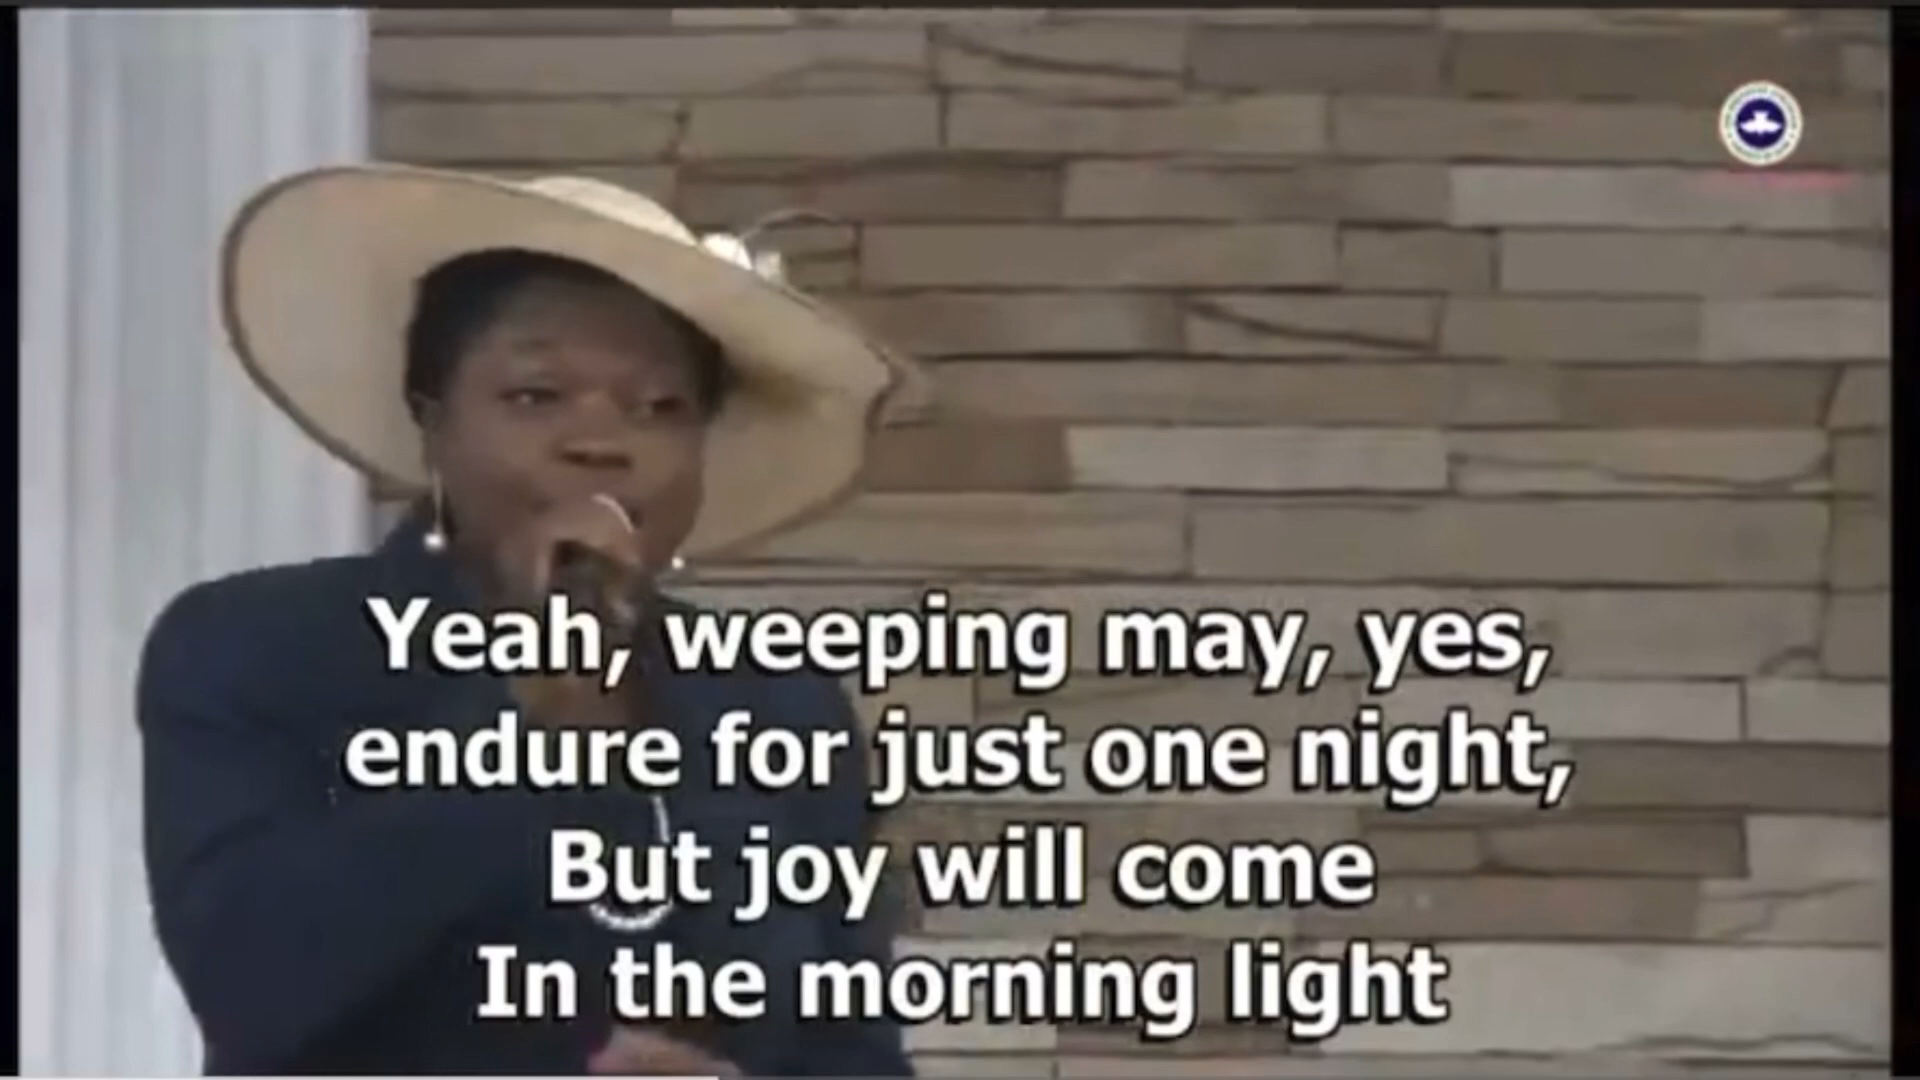 Yeah, weeping may, yes,
endure for just one night,
But joy will come
In the morning light